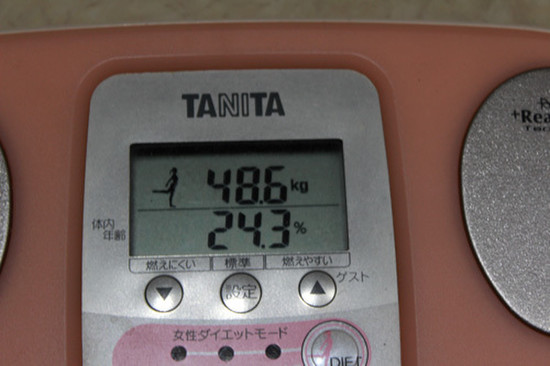 TANITA
48.6 kg
体内
年齢
24.3 %
燃えにくい 標準 燃えやすい
設定 ゲスト
女性ダイエットモード
DIET
+Rea